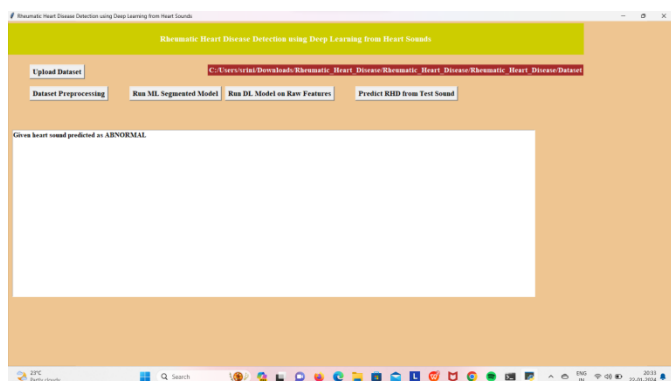 Rheumatic Heart Disease Detection using Deep Learning from Heart Sounds
Rheumatic Heart Disease Detection using Deep Learning from Heart Sounds
Upload Dataset
C:/Users/srini/Downloads/Rheumatic_Heart_Disease/Rheumatic_Heart_Disease/Rheumatic_Heart_Disease/Dataset
Dataset Preprocessing
Run ML Segmented Model
Run DL Model on Raw Features
Predict RHD from Test Sound
Given heart sound predicted as ABNORMAL
23°C
Partly cloudy
Search
ENG
IN
20:33
22-01-2024